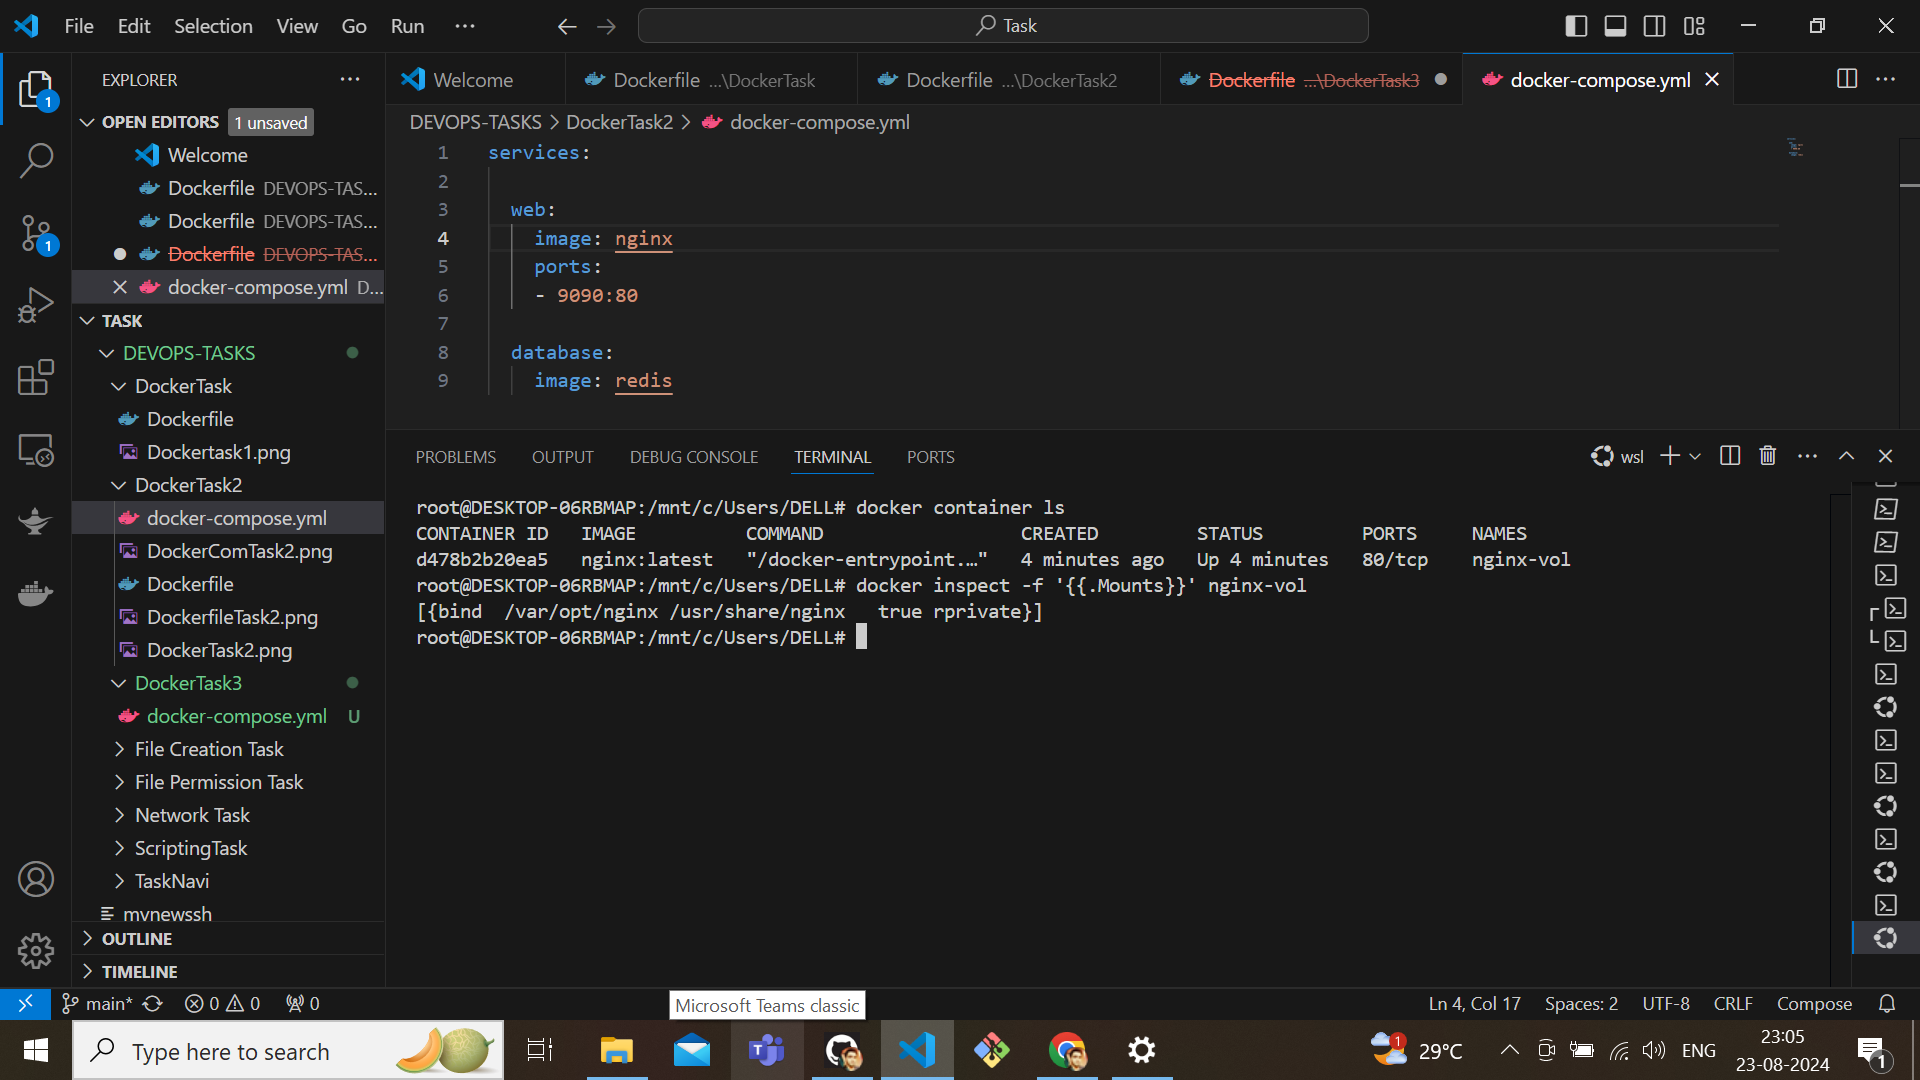 File Edit Selection View Go Run ··· Task
EXPLORER ···
OPEN EDITORS 1 unsaved
Welcome
Dockerfile DEVOPS-TAS...
Dockerfile DEVOPS-TAS...
Dockerfile DEVOPS-TAS...
docker-compose.yml D...
TASK
DEVOPS-TASKS
DockerTask
Dockerfile
Dockertask1.png
DockerTask2
docker-compose.yml
DockerComTask2.png
Dockerfile
DockerfileTask2.png
DockerTask2.png
DockerTask3
docker-compose.yml U
File Creation Task
File Permission Task
Network Task
ScriptingTask
TaskNavi
mynewssh
OUTLINE
TIMELINE
1
1
Welcome Dockerfile ...\DockerTask Dockerfile ...\DockerTask2 Dockerfile ...\DockerTask3 docker-compose.yml
DEVOPS-TASKS > DockerTask2 > docker-compose.yml
1 services:
2
3 web:
4 image: nginx
5 ports:
6 - 9090:80
7
8 database:
9 image: redis
PROBLEMS OUTPUT DEBUG CONSOLE TERMINAL PORTS wsl
root@DESKTOP-06RBMAP:/mnt/c/Users/DELL# docker container ls
CONTAINER ID IMAGE COMMAND CREATED STATUS PORTS NAMES
d478b2b20ea5 nginx:latest "/docker-entrypoint.…" 4 minutes ago Up 4 minutes 80/tcp nginx-vol
root@DESKTOP-06RBMAP:/mnt/c/Users/DELL# docker inspect -f '{{.Mounts}}' nginx-vol
[{bind /var/opt/nginx /usr/share/nginx true rprivate}]
root@DESKTOP-06RBMAP:/mnt/c/Users/DELL#
main* 0 0 0 Ln 4, Col 17 Spaces: 2 UTF-8 CRLF Compose
Microsoft Teams classic
Type here to search
1 29°C ENG 23:05
23-08-2024
1